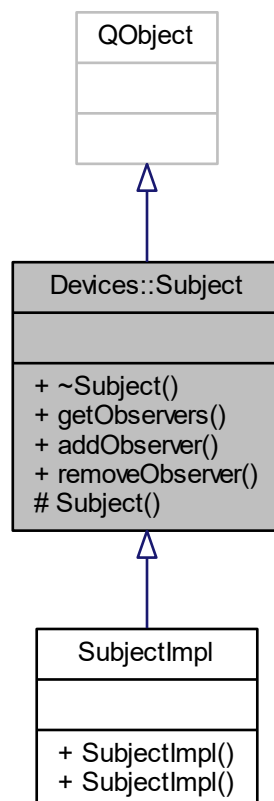 QObject
Devices::Subject
+ ~Subject()
+ getObservers()
+ addObserver()
+ removeObserver()
# Subject()
SubjectImpl
+ SubjectImpl()
+ SubjectImpl()